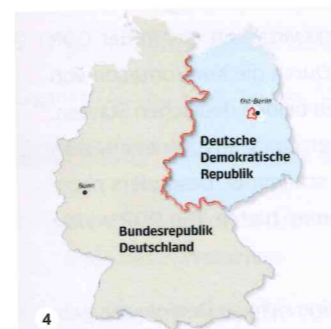 Ost-Berlin
Deutsche
Demokratische
Republik
Bonn
Bundesrepublik
Deutschland
4